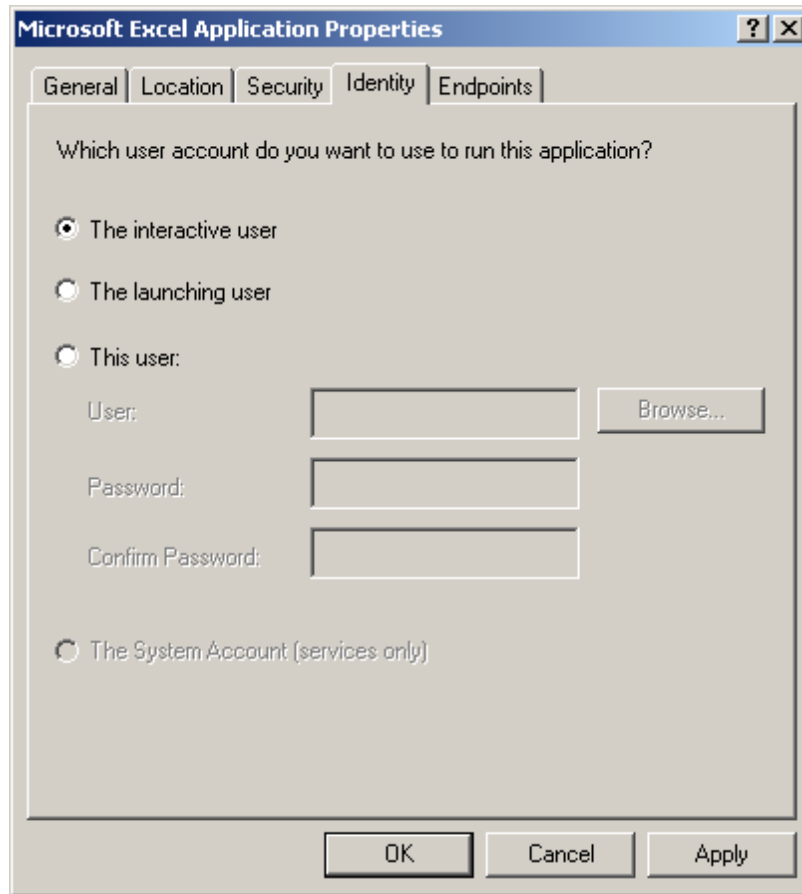 Microsoft Excel Application Properties
General Location Security Identity Endpoints
Which user account do you want to use to run this application?
The interactive user
The launching user
This user:
User: Browse...
Password:
Confirm Password:
The System Account (services only)
OK Cancel Apply